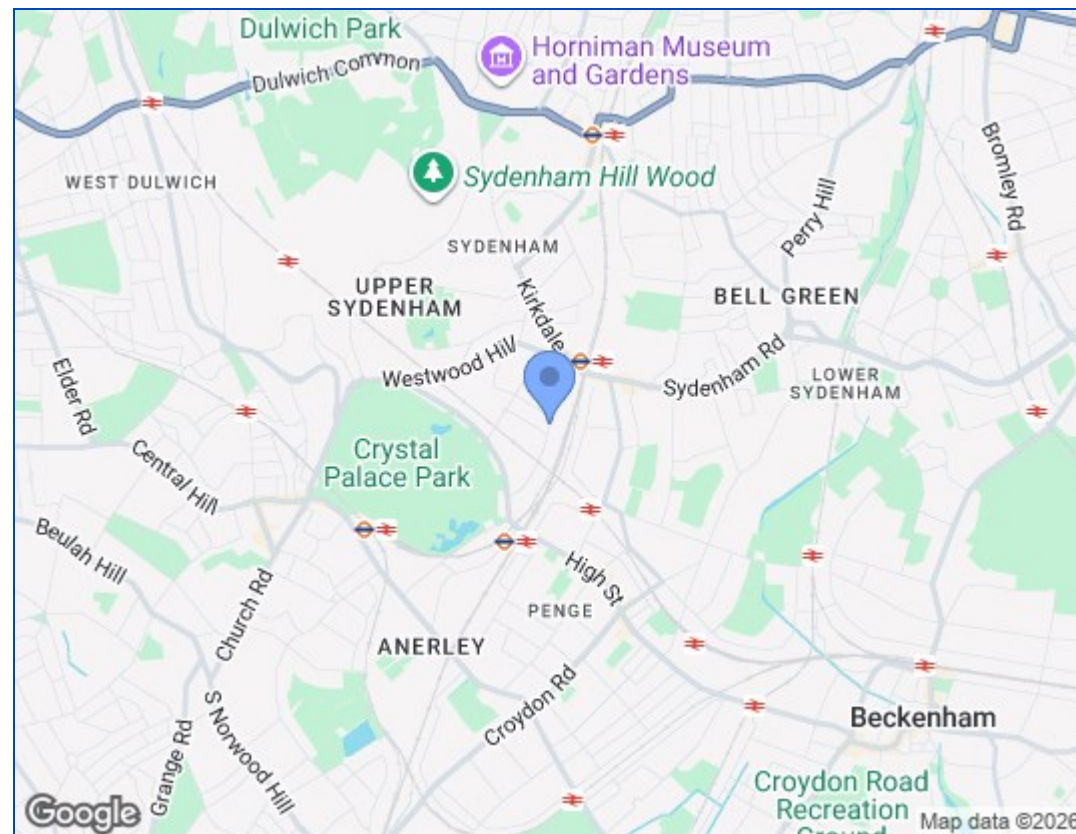 Dulwich Park
Dulwich Common
Horniman Museum
and Gardens
Bromley Rd
WEST DULWICH
Sydenham Hill Wood
Perry Hill
SYDENHAM
UPPER
SYDENHAM
Kirkdale
BELL GREEN
Westwood Hill
Sydenham Rd
LOWER
SYDENHAM
Elder Rd
Crystal
Palace Park
Central Hill
Beulah Hill
High St
Church Rd
PENGE
ANERLEY
Croydon Rd
S Norwood Hill
Grange Rd
Beckenham
Croydon Road
Recreation
Ground
Google
Map data ©2026